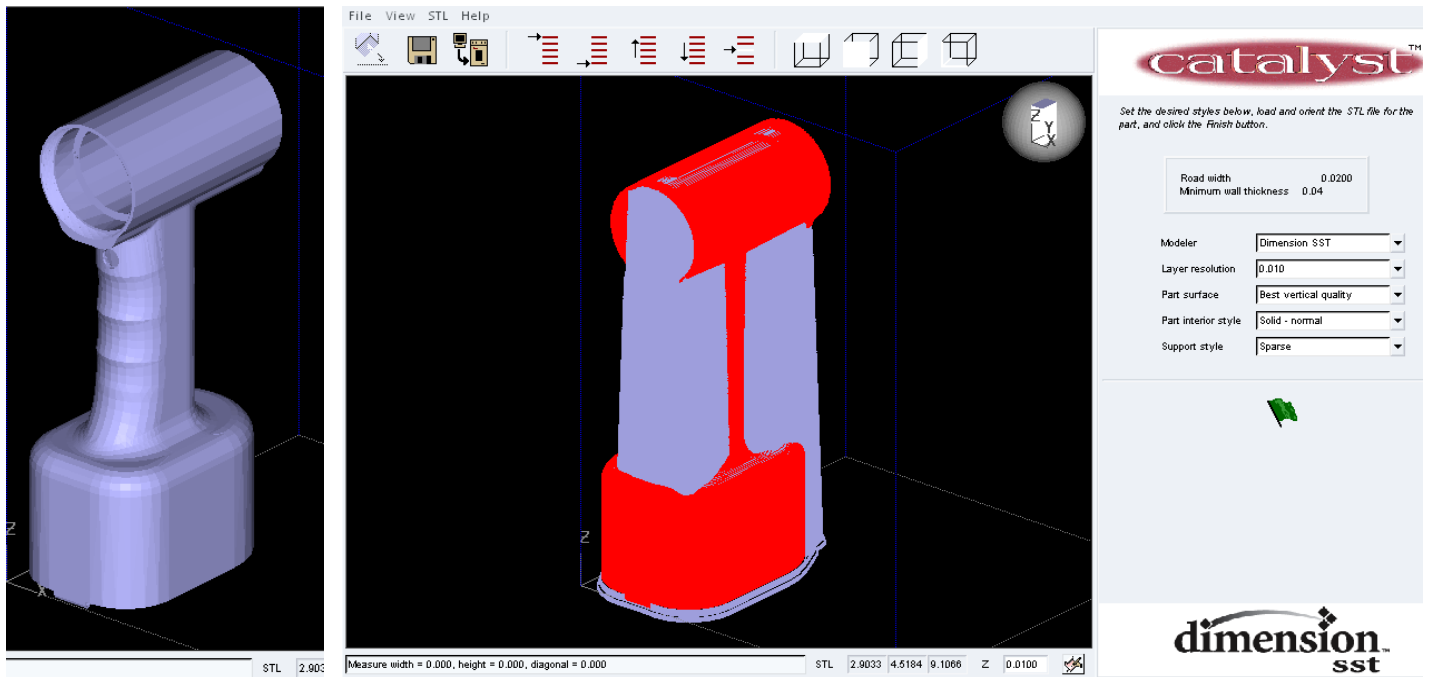 Z
X
STL 2.903
File View STL Help
Z
Y
X
Z
Measure width = 0.000, height = 0.000, diagonal = 0.000
STL 2.9033 4.5184 9.1066 Z 0.0100
catalyst™
Set the desired styles below, load and orient the STL file for the
part, and click the Finish button.
Road width 0.0200
Minimum wall thickness 0.04
Modeler Dimension SST
Layer resolution 0.010
Part surface Best vertical quality
Part interior style Solid - normal
Support style Sparse
dimension™
sst